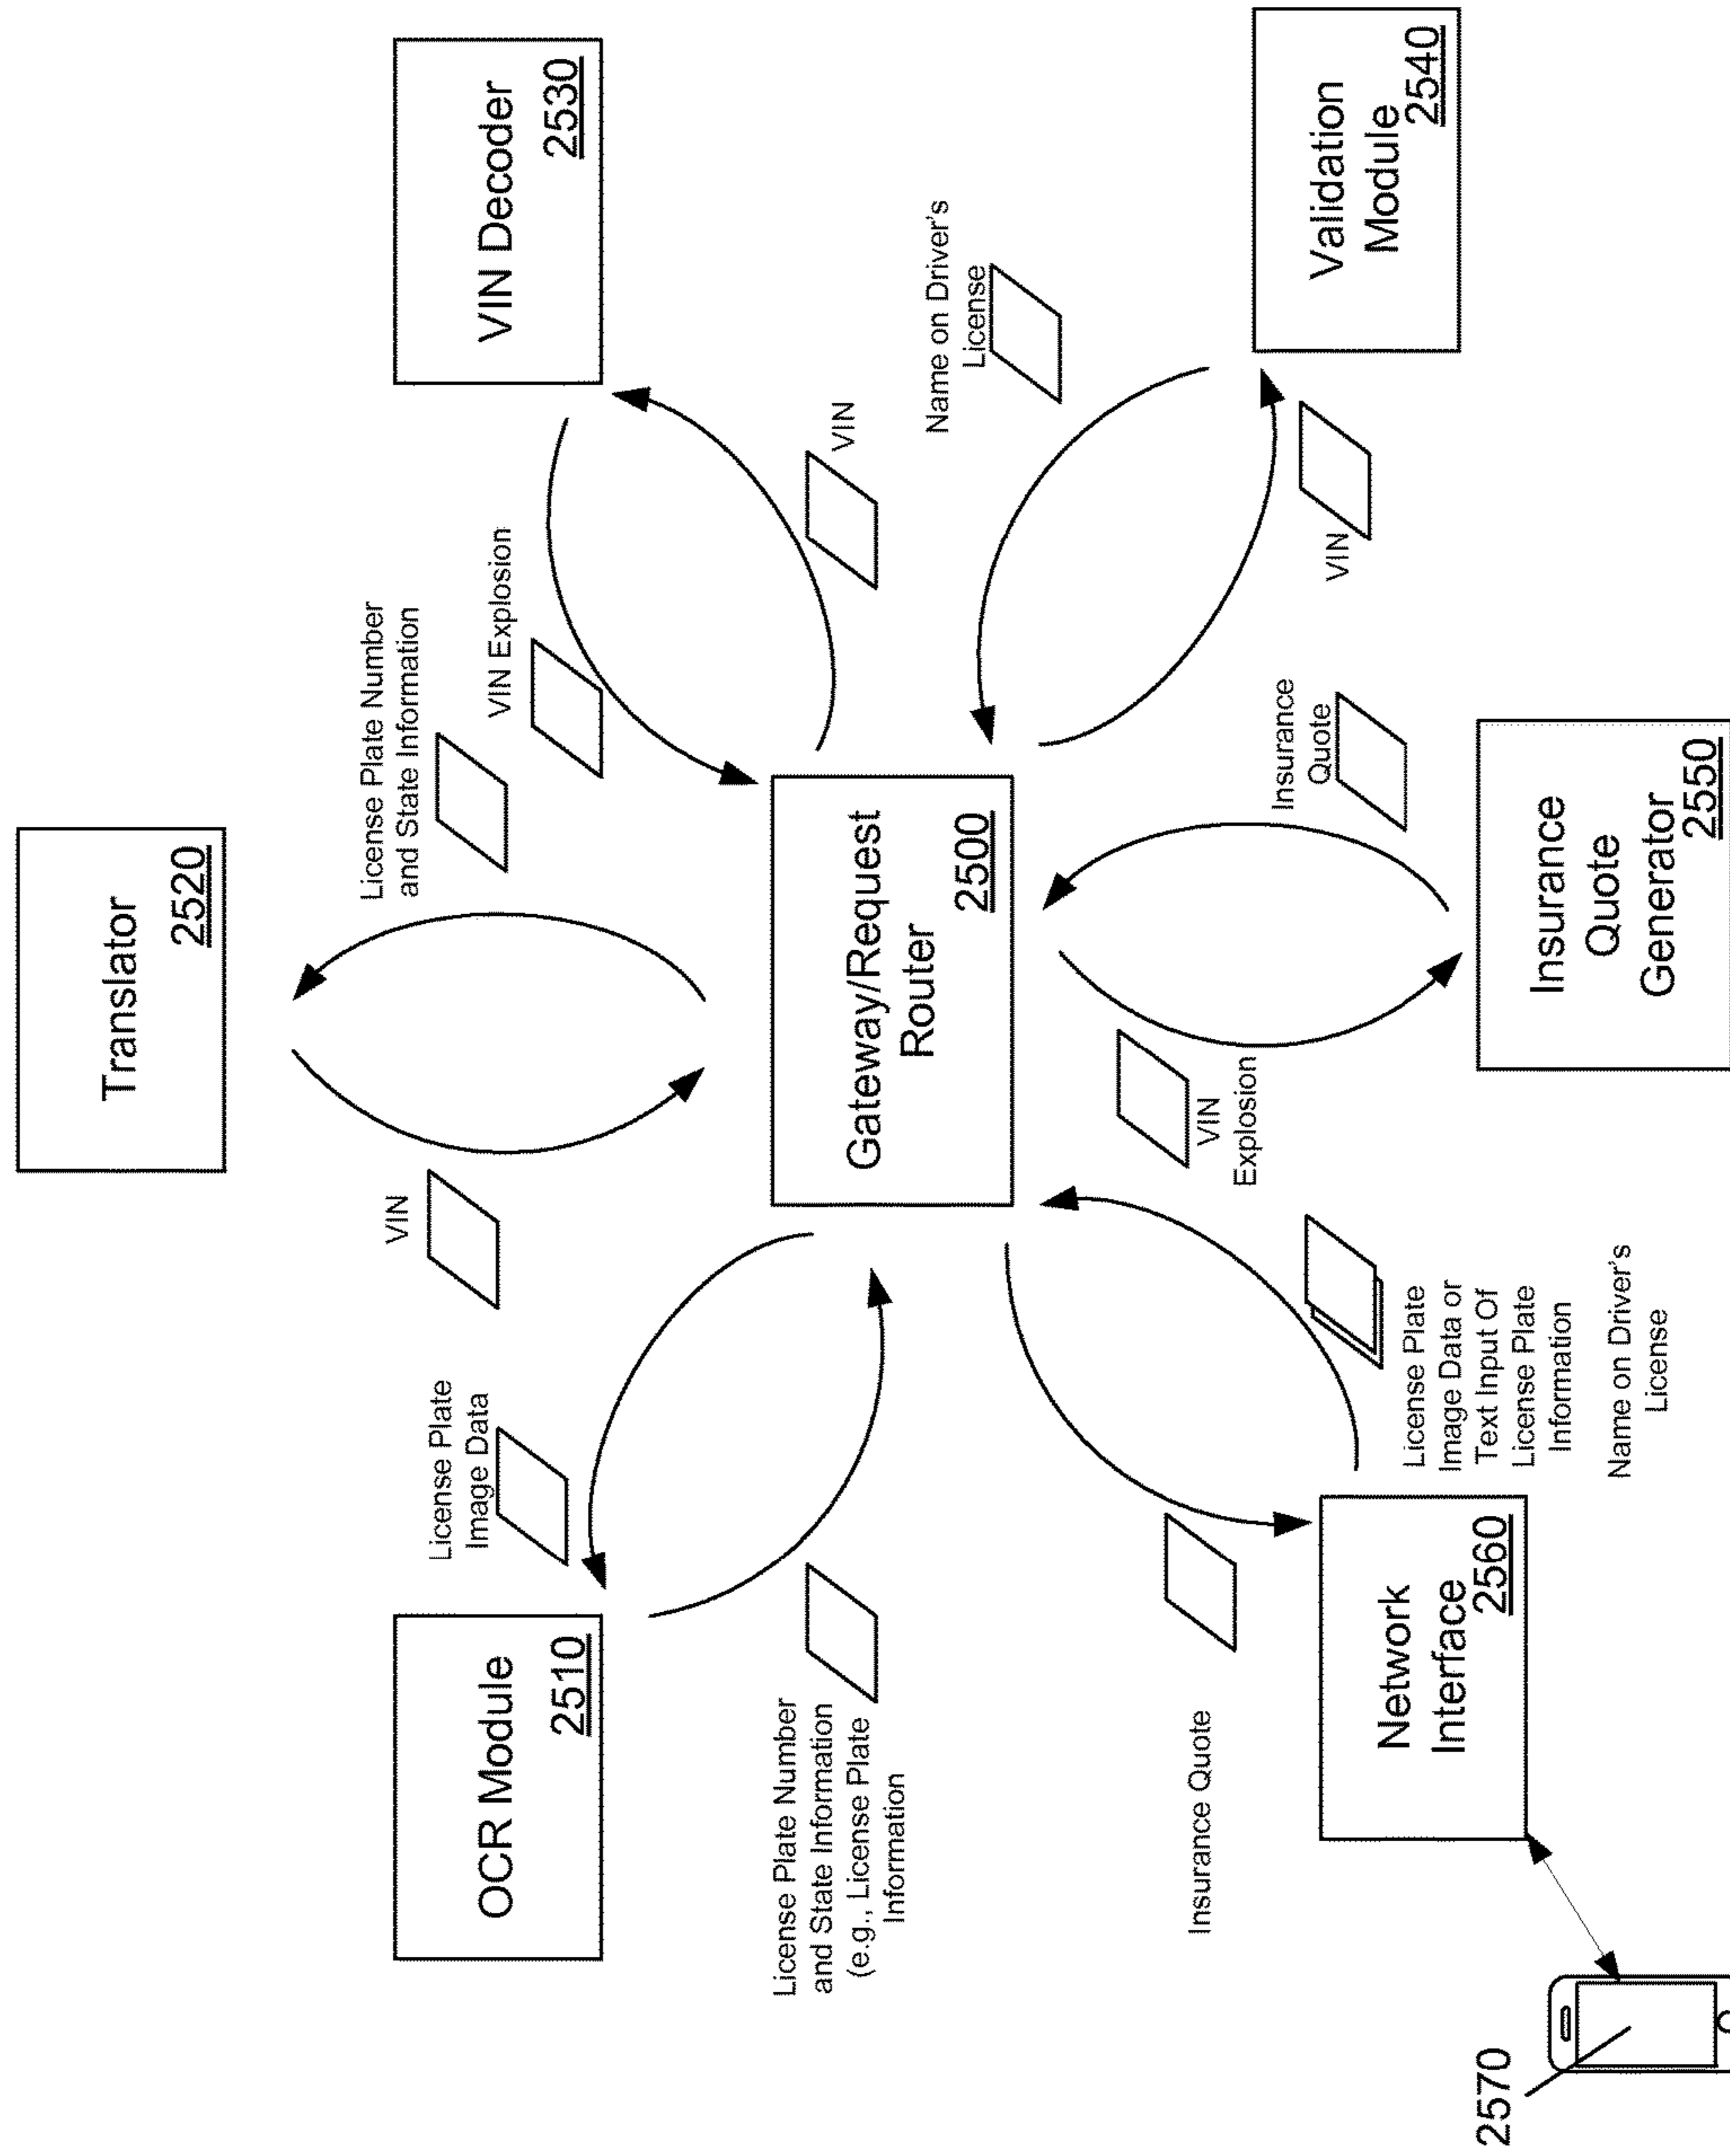 Translator
2520
OCR Module
2510
VIN Decoder
2530
License Plate
Image Data
VIN
License Plate Number
and State Information
VIN Explosion
License Plate Number
and State Information
(e.g., License Plate
Information
Gateway/Request
Router
2500
VIN
Name on Driver's
License
Insurance Quote
VIN
Explosion
Insurance
Quote
VIN
Network
Interface
2560
License Plate
Image Data or
Text Input Of
License Plate
Information
Name on Driver's
License
Insurance
Quote
Generator
2550
Validation
Module
2540
2570